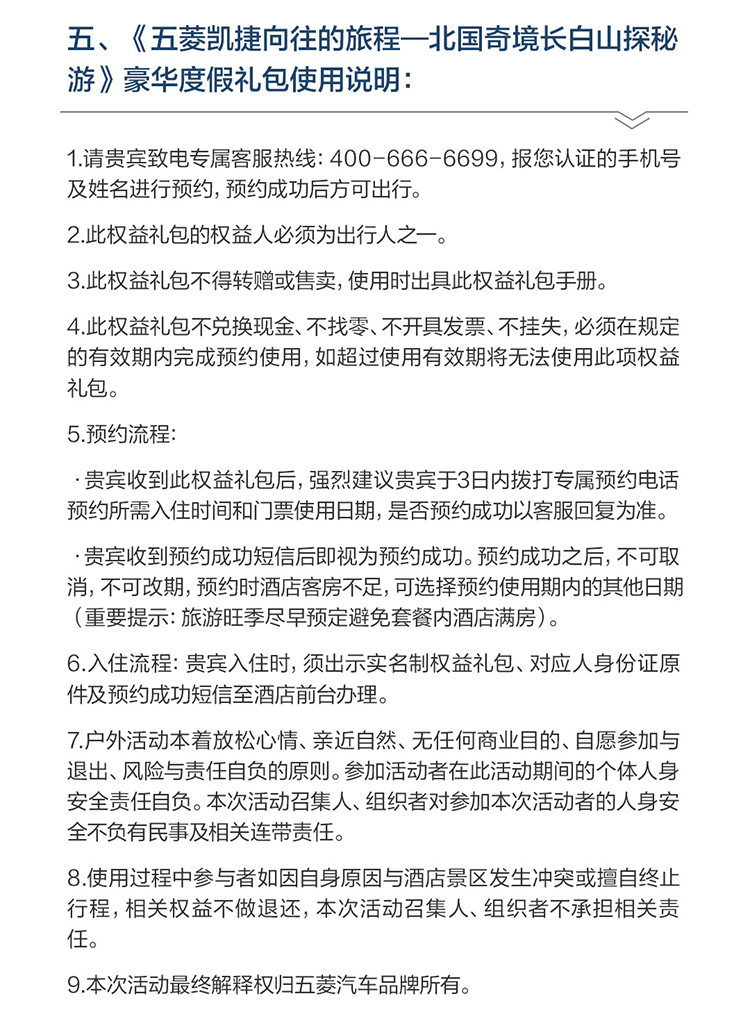 五、《五菱凯捷向往的旅程—北国奇境长白山探秘
游》豪华度假礼包使用说明：
1.请贵宾致电专属客服热线：400-666-6699，报您认证的手机号
及姓名进行预约，预约成功后方可出行。
2.此权益礼包的权益人必须为出行人之一。
3.此权益礼包不得转赠或售卖，使用时出具此权益礼包手册。
4.此权益礼包不兑换现金、不找零、不开具发票、不挂失，必须在规定
的有效期内完成预约使用，如超过使用有效期将无法使用此项权益
礼包。
5.预约流程：
·贵宾收到此权益礼包后，强烈建议贵宾于3日内拨打专属预约电话
预约所需入住时间和门票使用日期，是否预约成功以客服回复为准。
·贵宾收到预约成功短信后即视为预约成功。预约成功之后，不可取
消，不可改期，预约时酒店客房不足，可选择预约使用期内的其他日期
（重要提示：旅游旺季尽早预定避免套餐内酒店满房）。
6.入住流程：贵宾入住时，须出示实名制权益礼包、对应人身份证原
件及预约成功短信至酒店前台办理。
7.户外活动本着放松心情、亲近自然、无任何商业目的、自愿参加与
退出、风险与责任自负的原则。参加活动者在此活动期间的个体人身
安全责任自负。本次活动召集人、组织者对参加本次活动者的人身安
全不负有民事及相关连带责任。
8.使用过程中参与者如因自身原因与酒店景区发生冲突或擅自终止
行程，相关权益不做退还，本次活动召集人、组织者不承担相关责
任。
9.本次活动最终解释权归五菱汽车品牌所有。